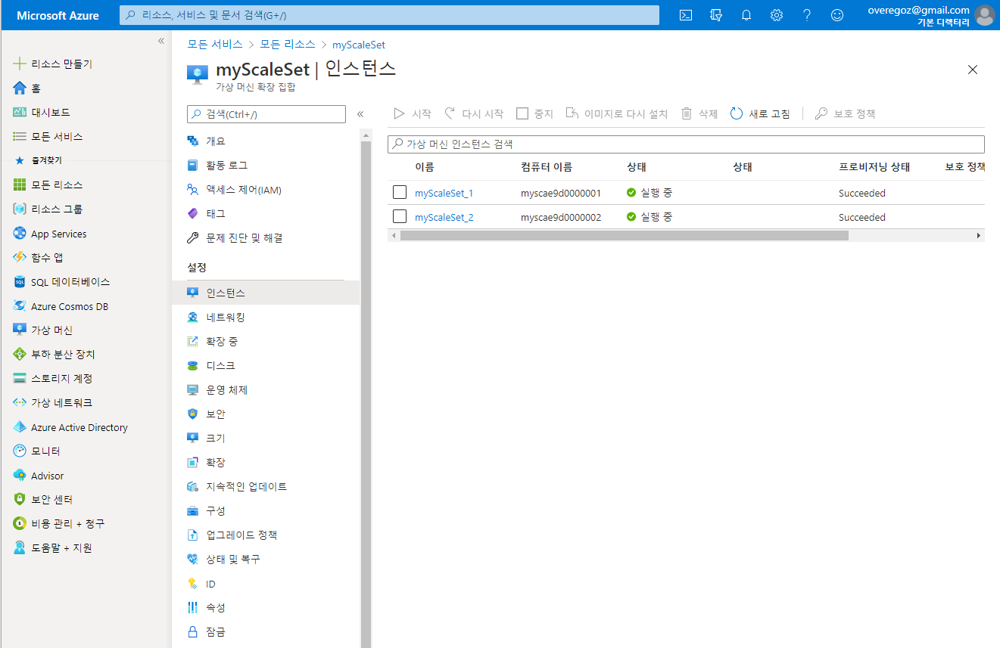 Microsoft Azure
리소스, 서비스 및 문서 검색(G+/)
overegoz@gmail.com
기본 디렉터리
리소스 만들기
홈
대시보드
모든 서비스
즐겨찾기
모든 리소스
리소스 그룹
App Services
함수 앱
SQL 데이터베이스
Azure Cosmos DB
가상 머신
부하 분산 장치
스토리지 계정
가상 네트워크
Azure Active Directory
모니터
Advisor
보안 센터
비용 관리 + 청구
도움말 + 지원
모든 서비스 > 모든 리소스 > myScaleSet
myScaleSet | 인스턴스
가상 머신 확장 집합
검색(Ctrl+/)
개요
활동 로그
액세스 제어(IAM)
태그
문제 진단 및 해결
설정
인스턴스
네트워킹
확장 중
디스크
운영 체제
보안
크기
확장
지속적인 업데이트
구성
업그레이드 정책
상태 및 복구
ID
속성
잠금
시작 다시 시작 중지 이미지로 다시 설치 삭제 새로 고침 보호 정책
가상 머신 인스턴스 검색
이름 컴퓨터 이름 상태 상태 프로비저닝 상태 보호 정책
myScaleSet_1 myscae9d0000001 실행 중 Succeeded
myScaleSet_2 myscae9d0000002 실행 중 Succeeded